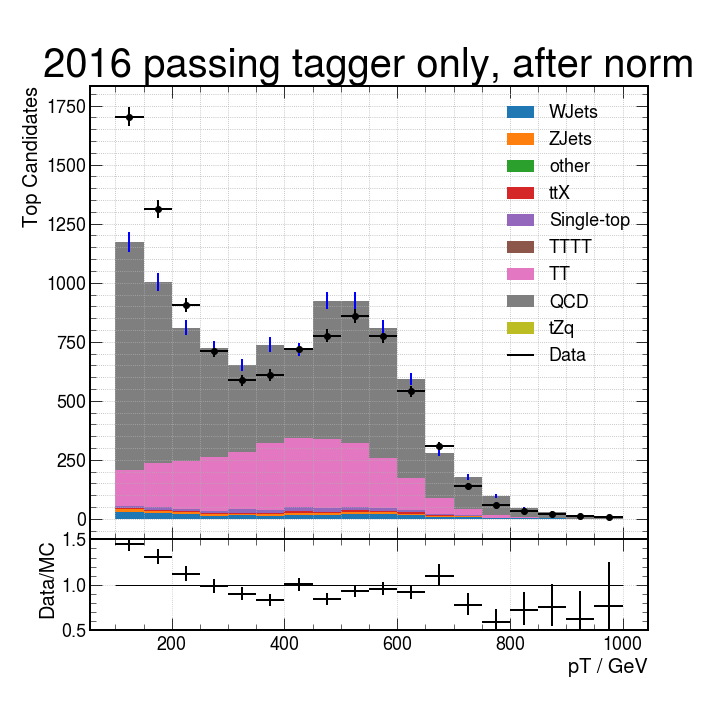 2016 passing tagger only, after norm
Top Candidates
1750
1500
1250
1000
750
500
250
0
WJets
ZJets
other
ttX
Single-top
TTTT
TT
QCD
tZq
Data
Data/MC
1.5
1.0
0.5
200
400
600
800
1000
pT / GeV